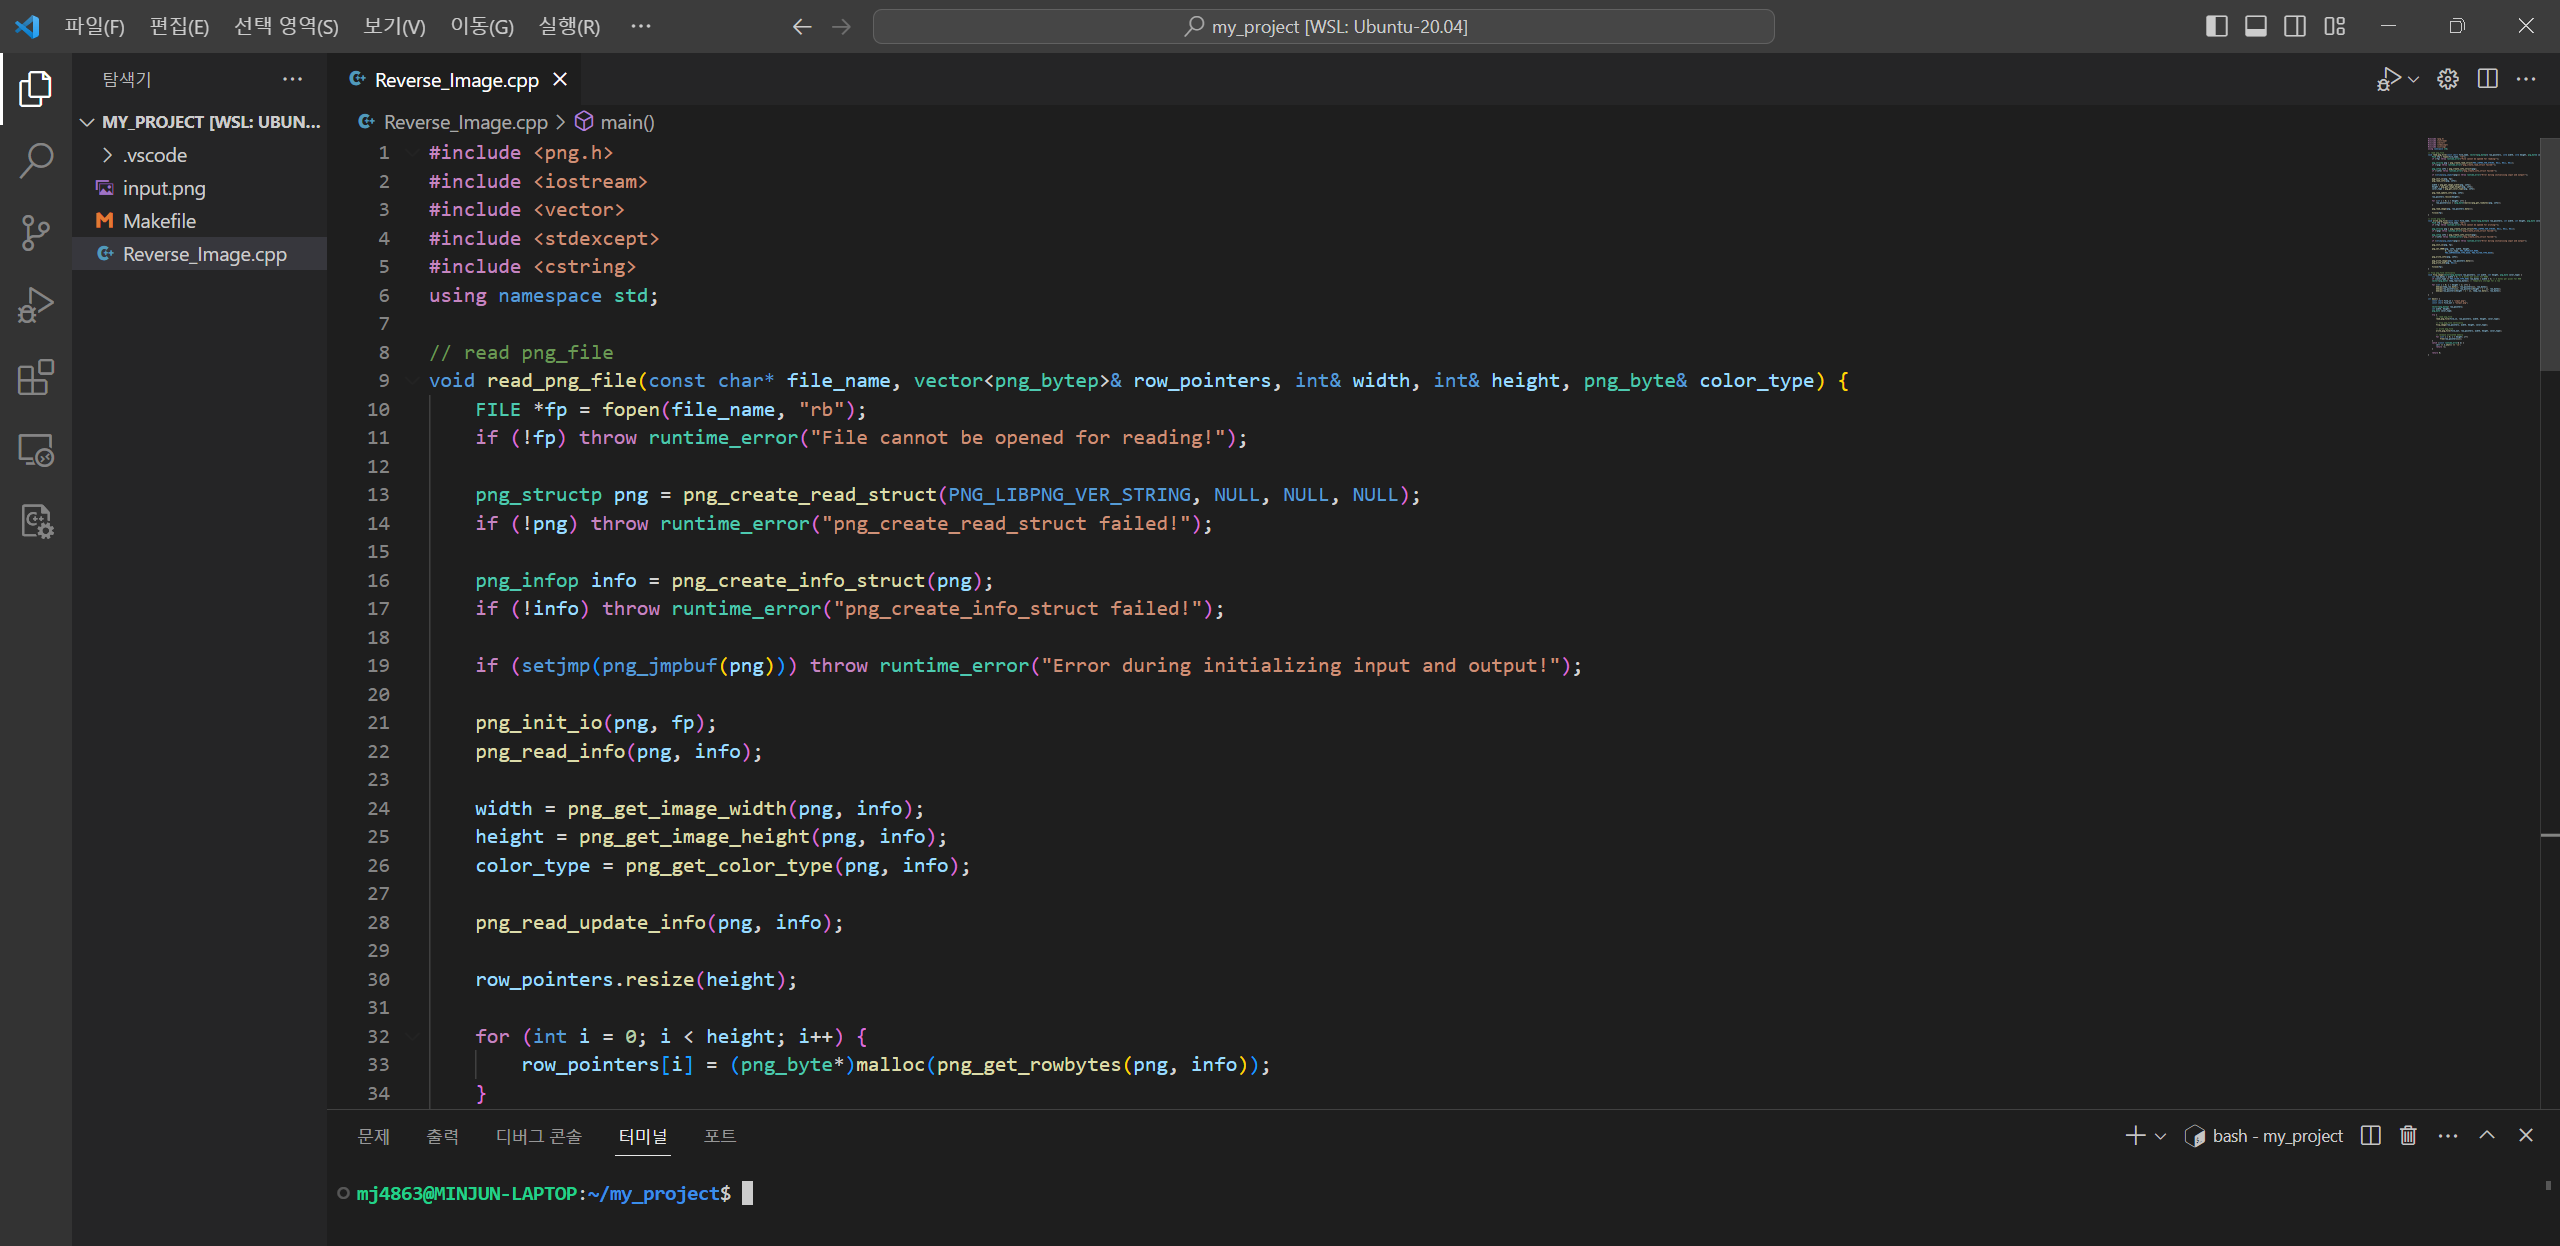 파일(F) 편집(E) 선택 영역(S) 보기(V) 이동(G) 실행(R) ··· my_project [WSL: Ubuntu-20.04]
탐색기 ···
MY_PROJECT [WSL: UBUN...
.vscode
input.png
Makefile
Reverse_Image.cpp
Reverse_Image.cpp
Reverse_Image.cpp > main()
1 #include <png.h>
2 #include <iostream>
3 #include <vector>
4 #include <stdexcept>
5 #include <cstring>
6 using namespace std;
7
8 // read png_file
9 void read_png_file(const char* file_name, vector<png_bytep>& row_pointers, int& width, int& height, png_byte& color_type) {
10 FILE *fp = fopen(file_name, "rb");
11 if (!fp) throw runtime_error("File cannot be opened for reading!");
12
13 png_structp png = png_create_read_struct(PNG_LIBPNG_VER_STRING, NULL, NULL, NULL);
14 if (!png) throw runtime_error("png_create_read_struct failed!");
15
16 png_infop info = png_create_info_struct(png);
17 if (!info) throw runtime_error("png_create_info_struct failed!");
18
19 if (setjmp(png_jmpbuf(png))) throw runtime_error("Error during initializing input and output!");
20
21 png_init_io(png, fp);
22 png_read_info(png, info);
23
24 width = png_get_image_width(png, info);
25 height = png_get_image_height(png, info);
26 color_type = png_get_color_type(png, info);
27
28 png_read_update_info(png, info);
29
30 row_pointers.resize(height);
31
32 for (int i = 0; i < height; i++) {
33 row_pointers[i] = (png_byte*)malloc(png_get_rowbytes(png, info));
34 }
문제 출력 디버그 콘솔 터미널 포트 bash - my_project
mj4863@MINJUN-LAPTOP:~/my_project$